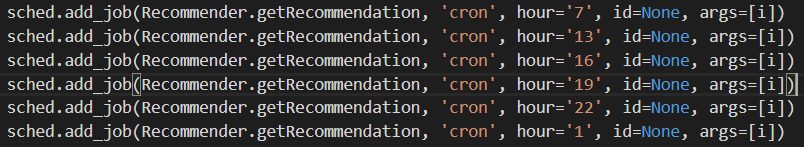 sched.add_job(Recommender.getRecommendation, 'cron', hour='7', id=None, args=[i])
sched.add_job(Recommender.getRecommendation, 'cron', hour='13', id=None, args=[i])
sched.add_job(Recommender.getRecommendation, 'cron', hour='16', id=None, args=[i])
sched.add_job(Recommender.getRecommendation, 'cron', hour='19', id=None, args=[i])
sched.add_job(Recommender.getRecommendation, 'cron', hour='22', id=None, args=[i])
sched.add_job(Recommender.getRecommendation, 'cron', hour='1', id=None, args=[i])